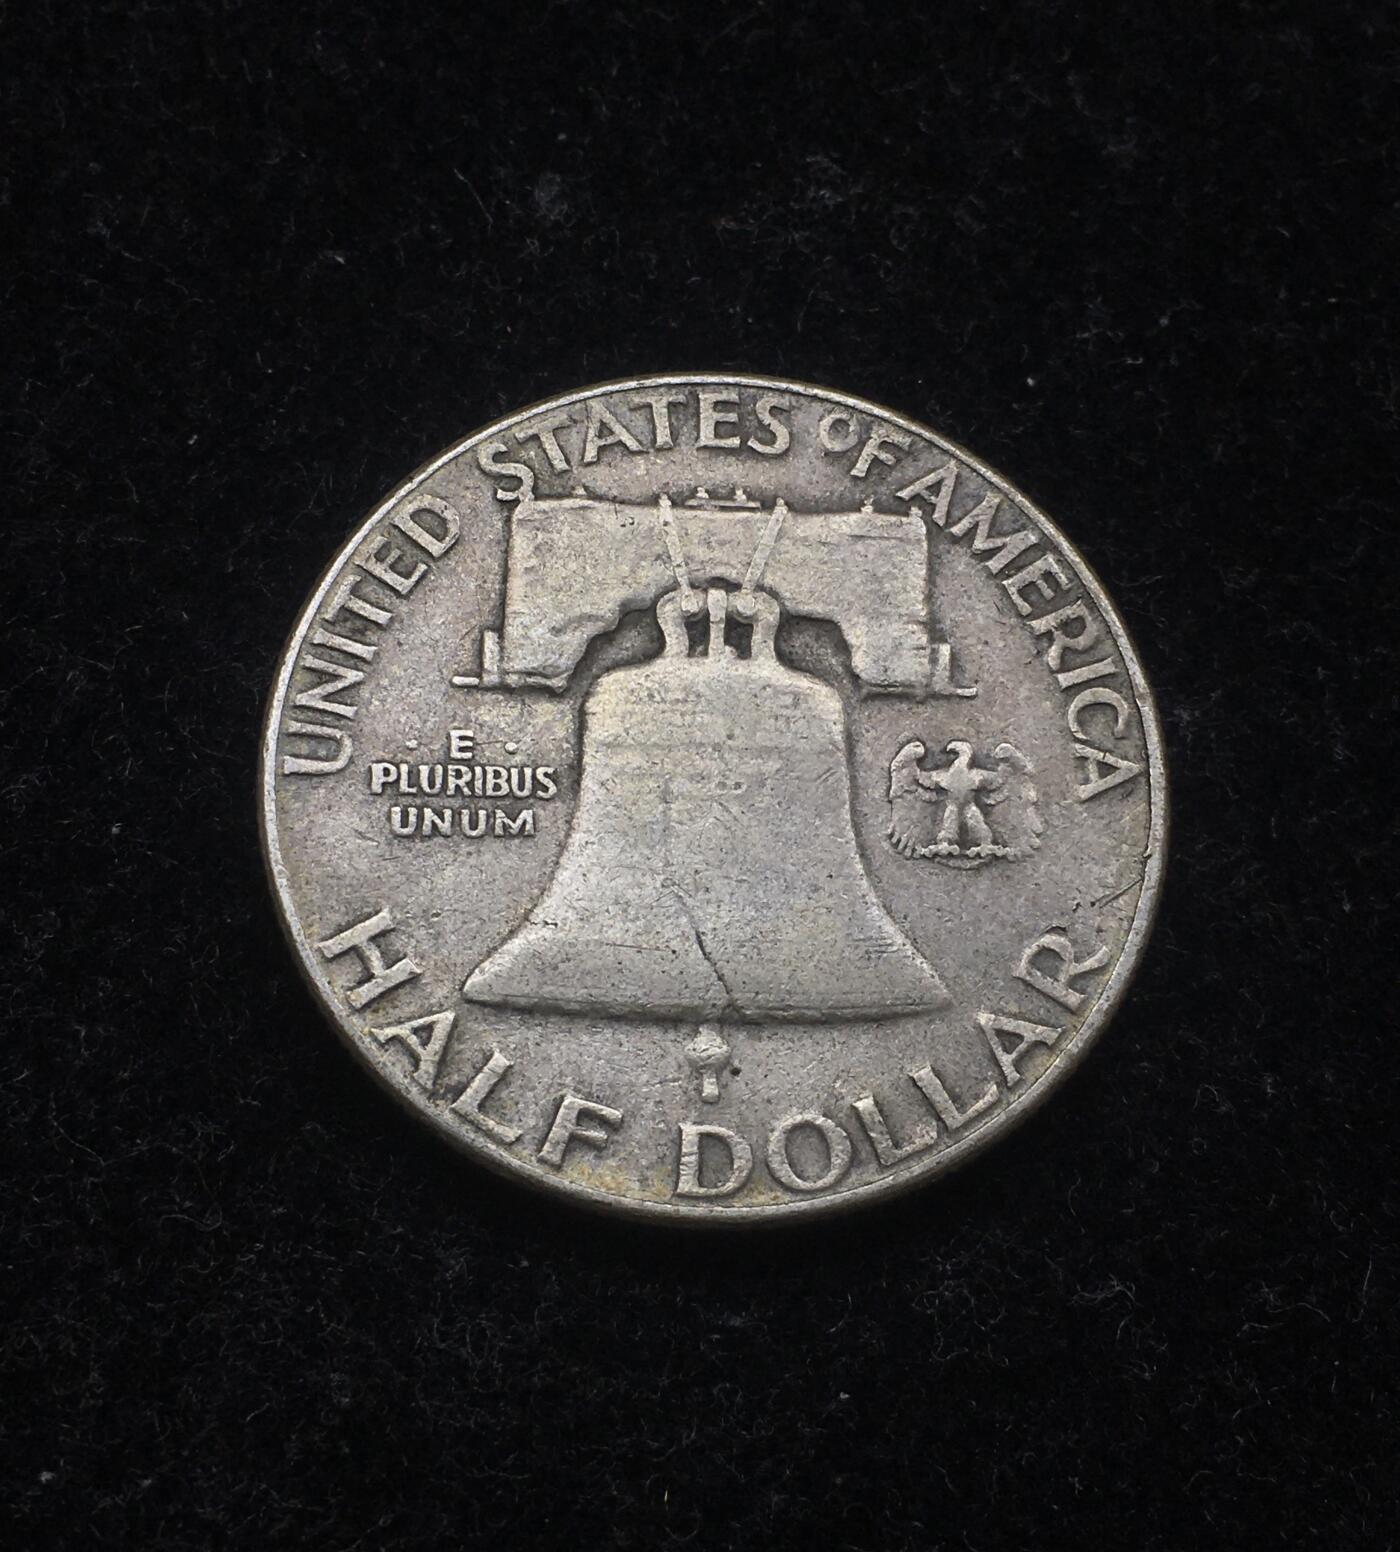 UNITED STATES OF AMERICA
· E ·
PLURIBUS
UNUM
HALF DOLLAR